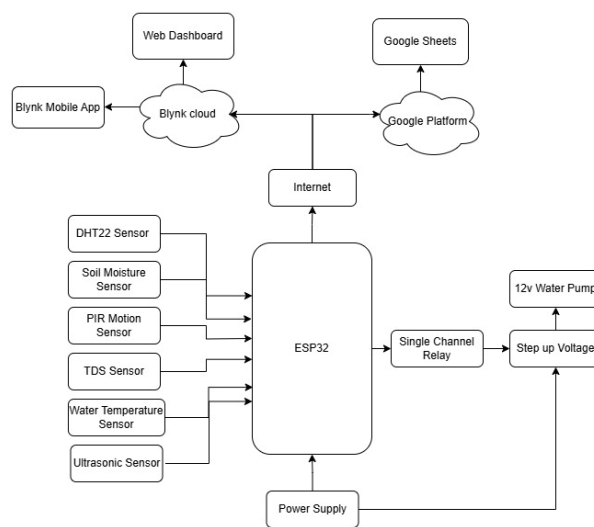 Web Dashboard
Google Sheets
Blynk Mobile App
Blynk cloud
Google Platform
Internet
DHT22 Sensor
Soil Moisture
Sensor
PIR Motion
Sensor
TDS Sensor
Water Temperature
Sensor
Ultrasonic Sensor
ESP32
Single Channel
Relay
12v Water Pump
Step up Voltage
Power Supply